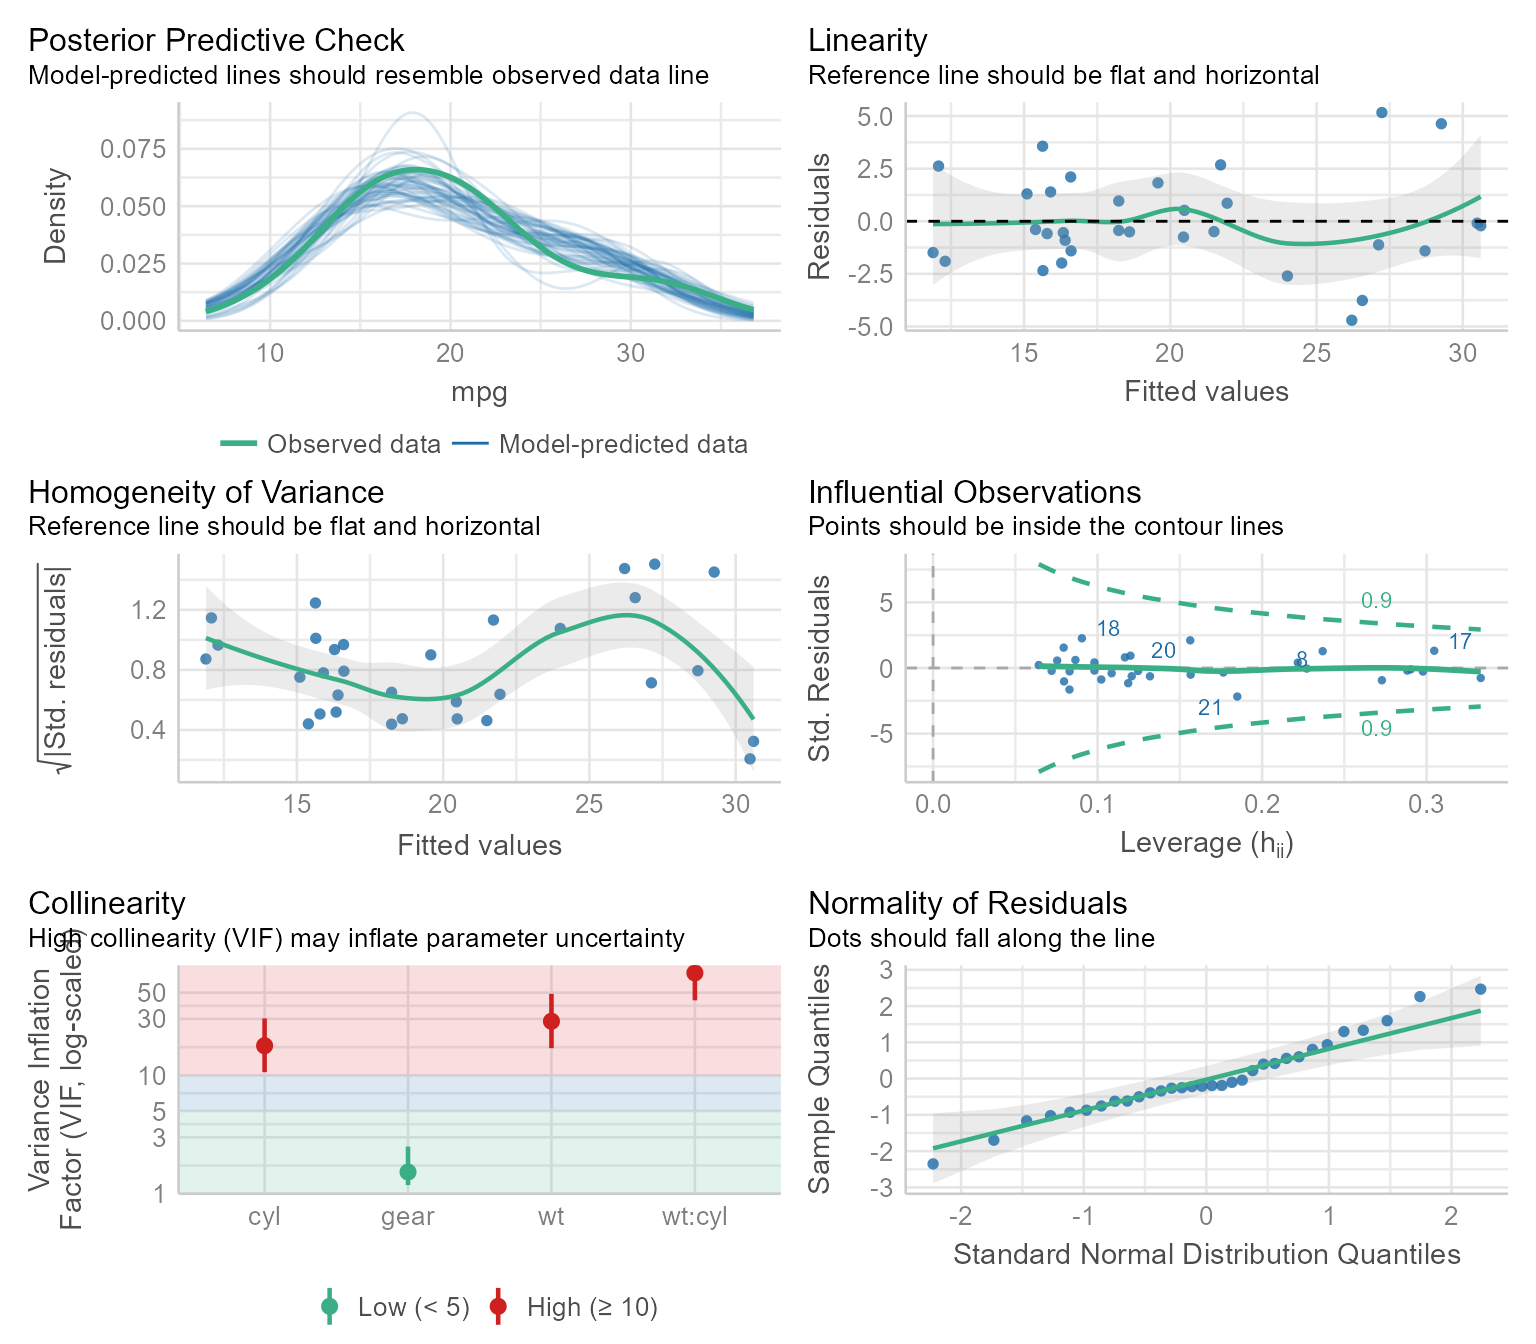 Posterior Predictive Check
Model-predicted lines should resemble observed data line
Density
0.075
0.050
0.025
0.000
10 20 30
mpg
Observed data Model-predicted data
Linearity
Reference line should be flat and horizontal
Residuals
5.0
2.5
0.0
-2.5
-5.0
15 20 25 30
Fitted values
Homogeneity of Variance
Reference line should be flat and horizontal
√|Std. residuals|
1.2
0.8
0.4
15 20 25 30
Fitted values
Influential Observations
Points should be inside the contour lines
Std. Residuals
5
0
-5
0.9
18
20
8
17
21
0.9
0.0 0.1 0.2 0.3
Leverage (hii)
Collinearity
High collinearity (VIF) may inflate parameter uncertainty
Variance Inflation
Factor (VIF, log-scaled)
50
30
10
5
3
1
cyl gear wt wt:cyl
Low (< 5) High (≥ 10)
Normality of Residuals
Dots should fall along the line
Sample Quantiles
3
2
1
0
-1
-2
-3
-2 -1 0 1 2
Standard Normal Distribution Quantiles